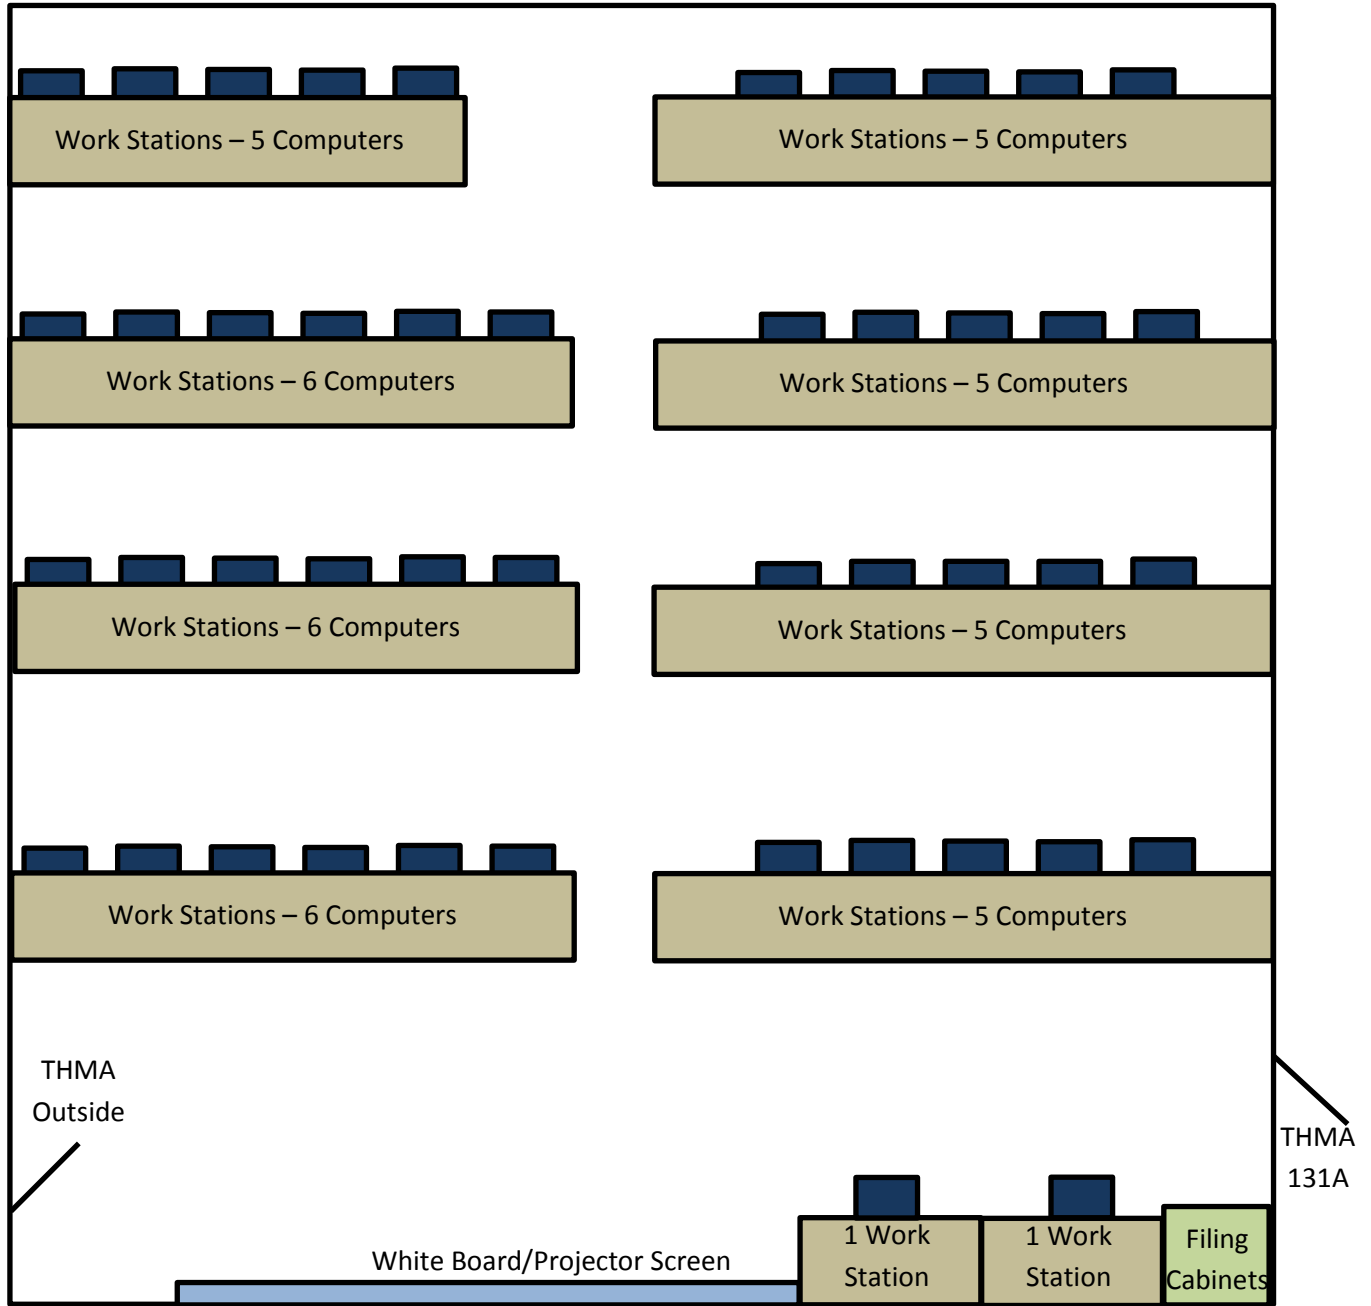 Work Stations – 5 Computers
Work Stations – 5 Computers
Work Stations – 6 Computers
Work Stations – 5 Computers
Work Stations – 6 Computers
Work Stations – 5 Computers
Work Stations – 6 Computers
Work Stations – 5 Computers
THMA
Outside
THMA
131A
White Board/Projector Screen
1 Work
Station
1 Work
Station
Filing
Cabinets